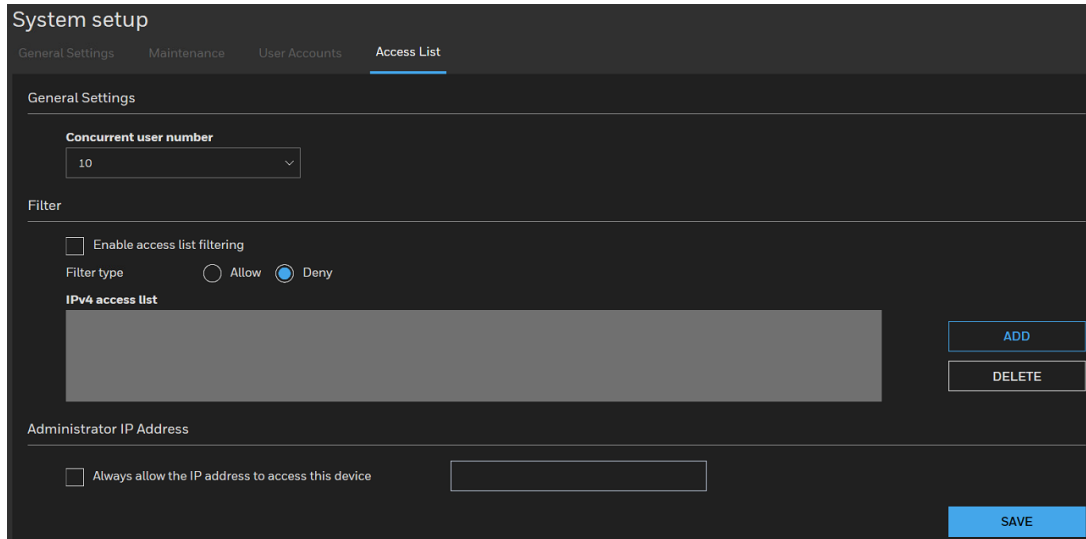 System setup
General Settings Maintenance User Accounts Access List
General Settings
Concurrent user number
10
Filter
Enable access list filtering
Filter type Allow Deny
IPv4 access list
ADD
DELETE
Administrator IP Address
Always allow the IP address to access this device
SAVE